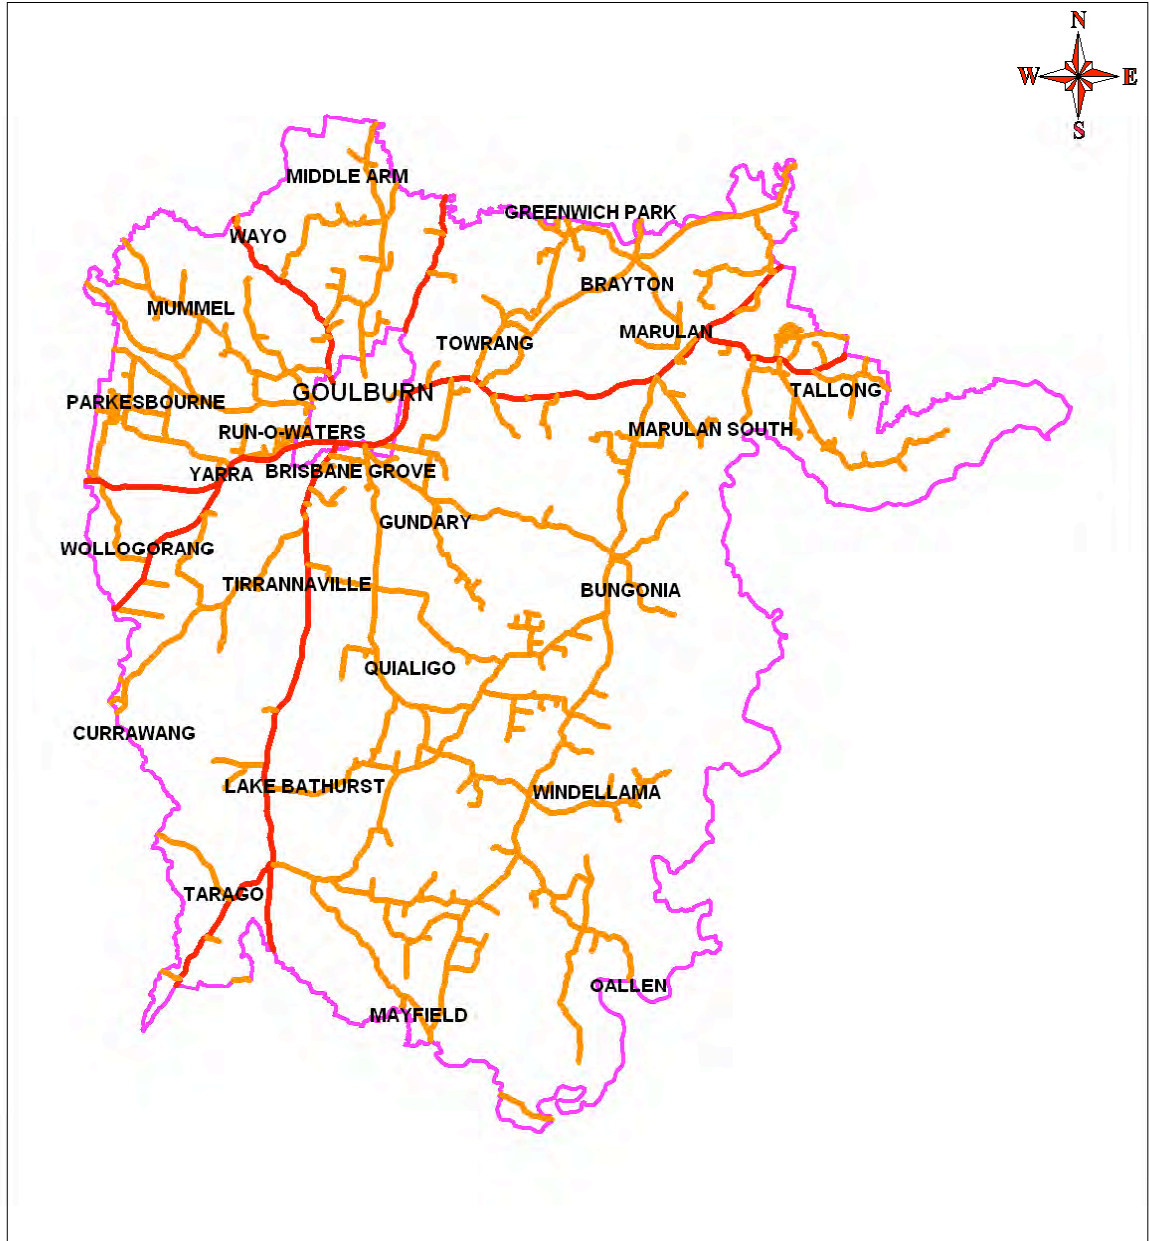 N
W E
S
MIDDLE ARM
GREENWICH PARK
WAYO
BRAYTON
MUMMEL
MARULAN
TOWRANG
GOULBURN
TALLONG
PARKESBOURNE
RUN-O-WATERS
MARULAN SOUTH
YARRA
BRISBANE GROVE
GUNDARY
WOLLOGORANG
TIRRANNAVILLE
BUNGONIA
QUIALIGO
CURRAWANG
LAKE BATHURST
WINDELLAMA
TARAGO
OALLEN
MAYFIELD